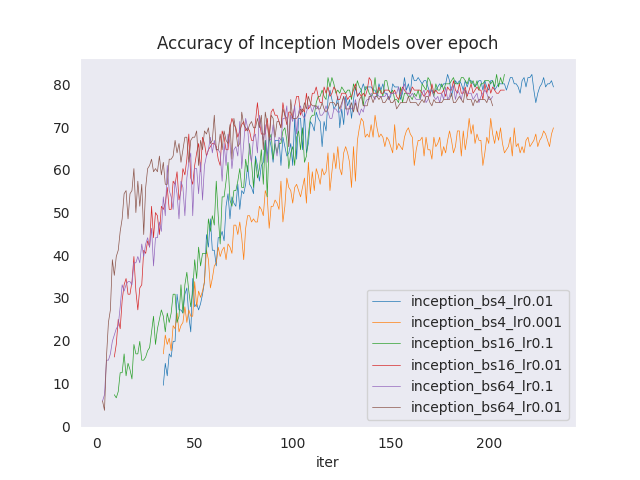 Accuracy of Inception Models over epoch
80
70
60
50
40
30
20
10
0
0 50 100 150 200
iter
inception_bs4_lr0.01
inception_bs4_lr0.001
inception_bs16_lr0.1
inception_bs16_lr0.01
inception_bs64_lr0.1
inception_bs64_lr0.01